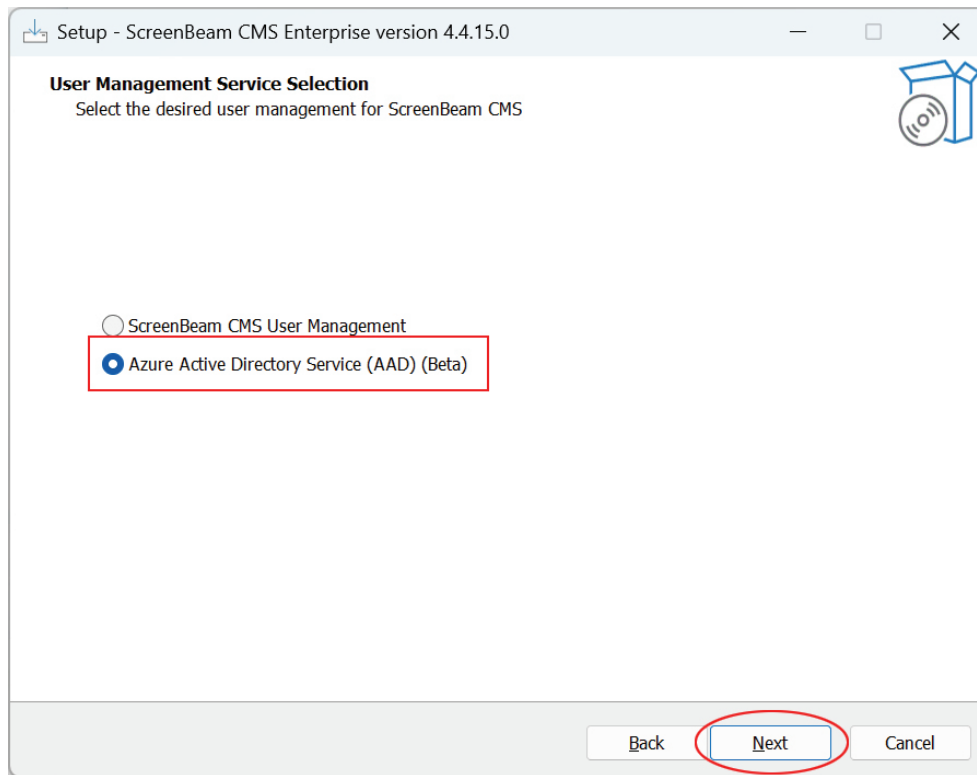 Setup - ScreenBeam CMS Enterprise version 4.4.15.0
User Management Service Selection
Select the desired user management for ScreenBeam CMS
ScreenBeam CMS User Management
Azure Active Directory Service (AAD) (Beta)
Back Next Cancel